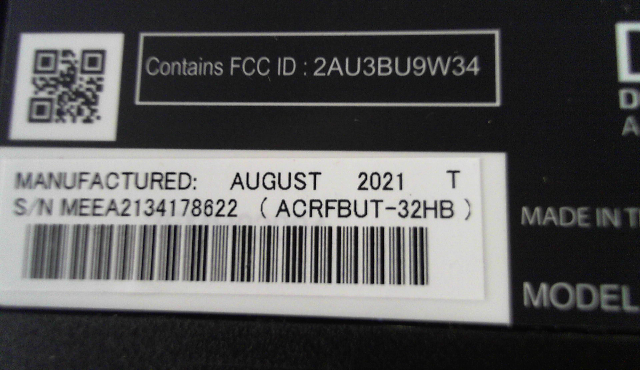 Contains FCC ID : 2AU3BU9W34
D
A
MANUFACTURED: AUGUST 2021 T
S/N MEEA2134178622 ( ACRFBUT-32HB )
MADE IN T
MODEL